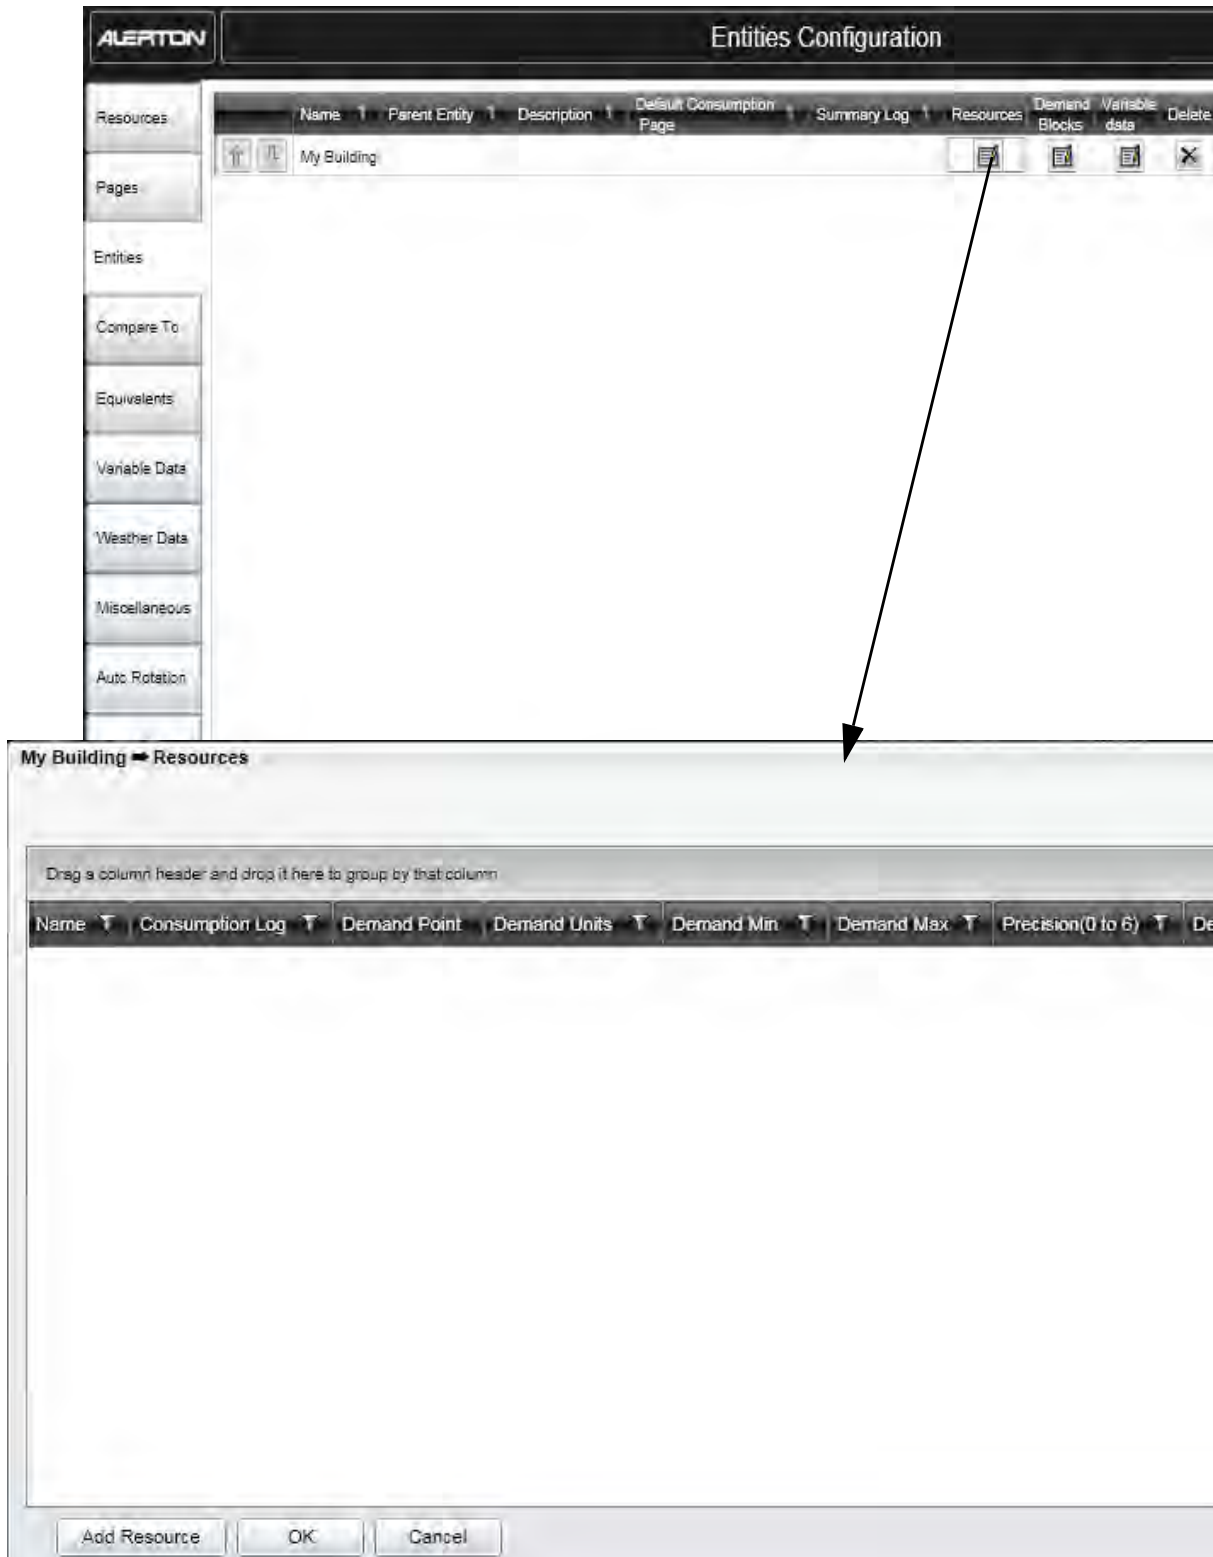 ALERTON
Entities Configuration
Resources
Name Parent Entity Description Default Consumption Page Summary Log Resources Demand Blocks Variable data Delete
My Building
Pages
Entities
Compare To
Equivalents
Variable Data
Weather Data
Miscellaneous
Auto Rotation
My Building ➡ Resources
Drag a column header and drop it here to group by that column
Name Consumption Log Demand Point Demand Units Demand Min Demand Max Precision(0 to 6) De
Add Resource OK Cancel